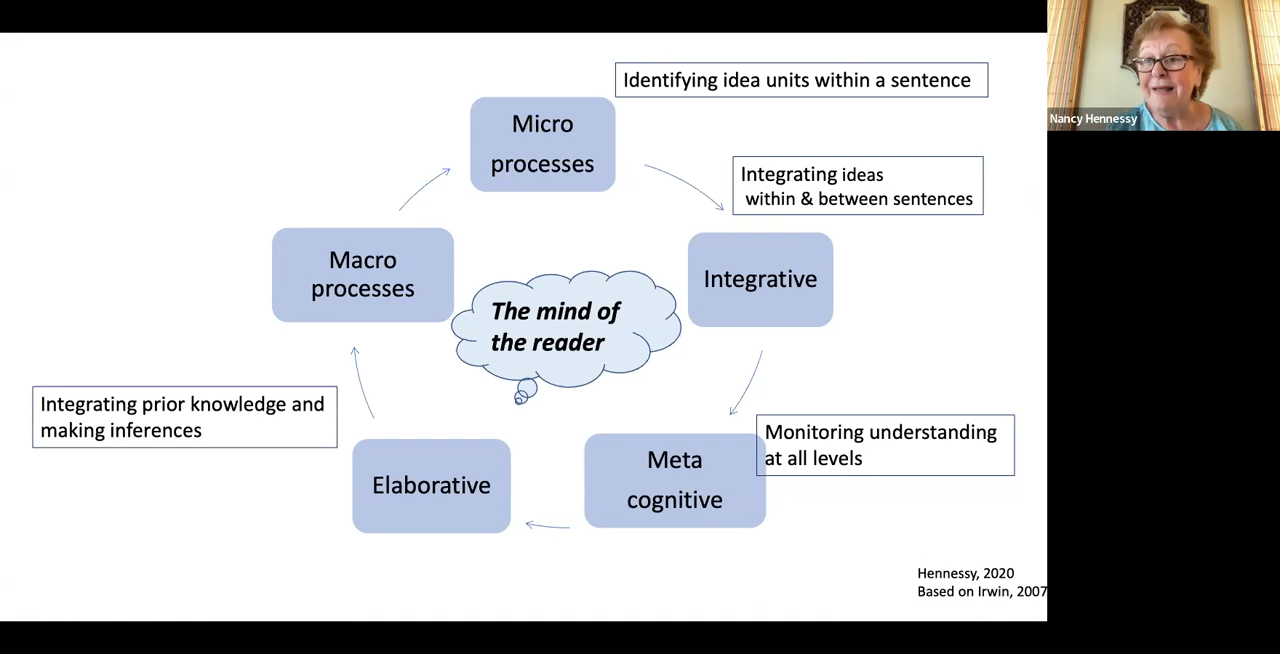 Identifying idea units within a sentence
Micro
processes
Integrating ideas
within & between sentences
Integrative
Monitoring understanding
at all levels
Meta
cognitive
Elaborative
Integrating prior knowledge and
making inferences
Macro
processes
The mind of
the reader
Hennessy, 2020
Based on Irwin, 2007
Nancy Hennessy